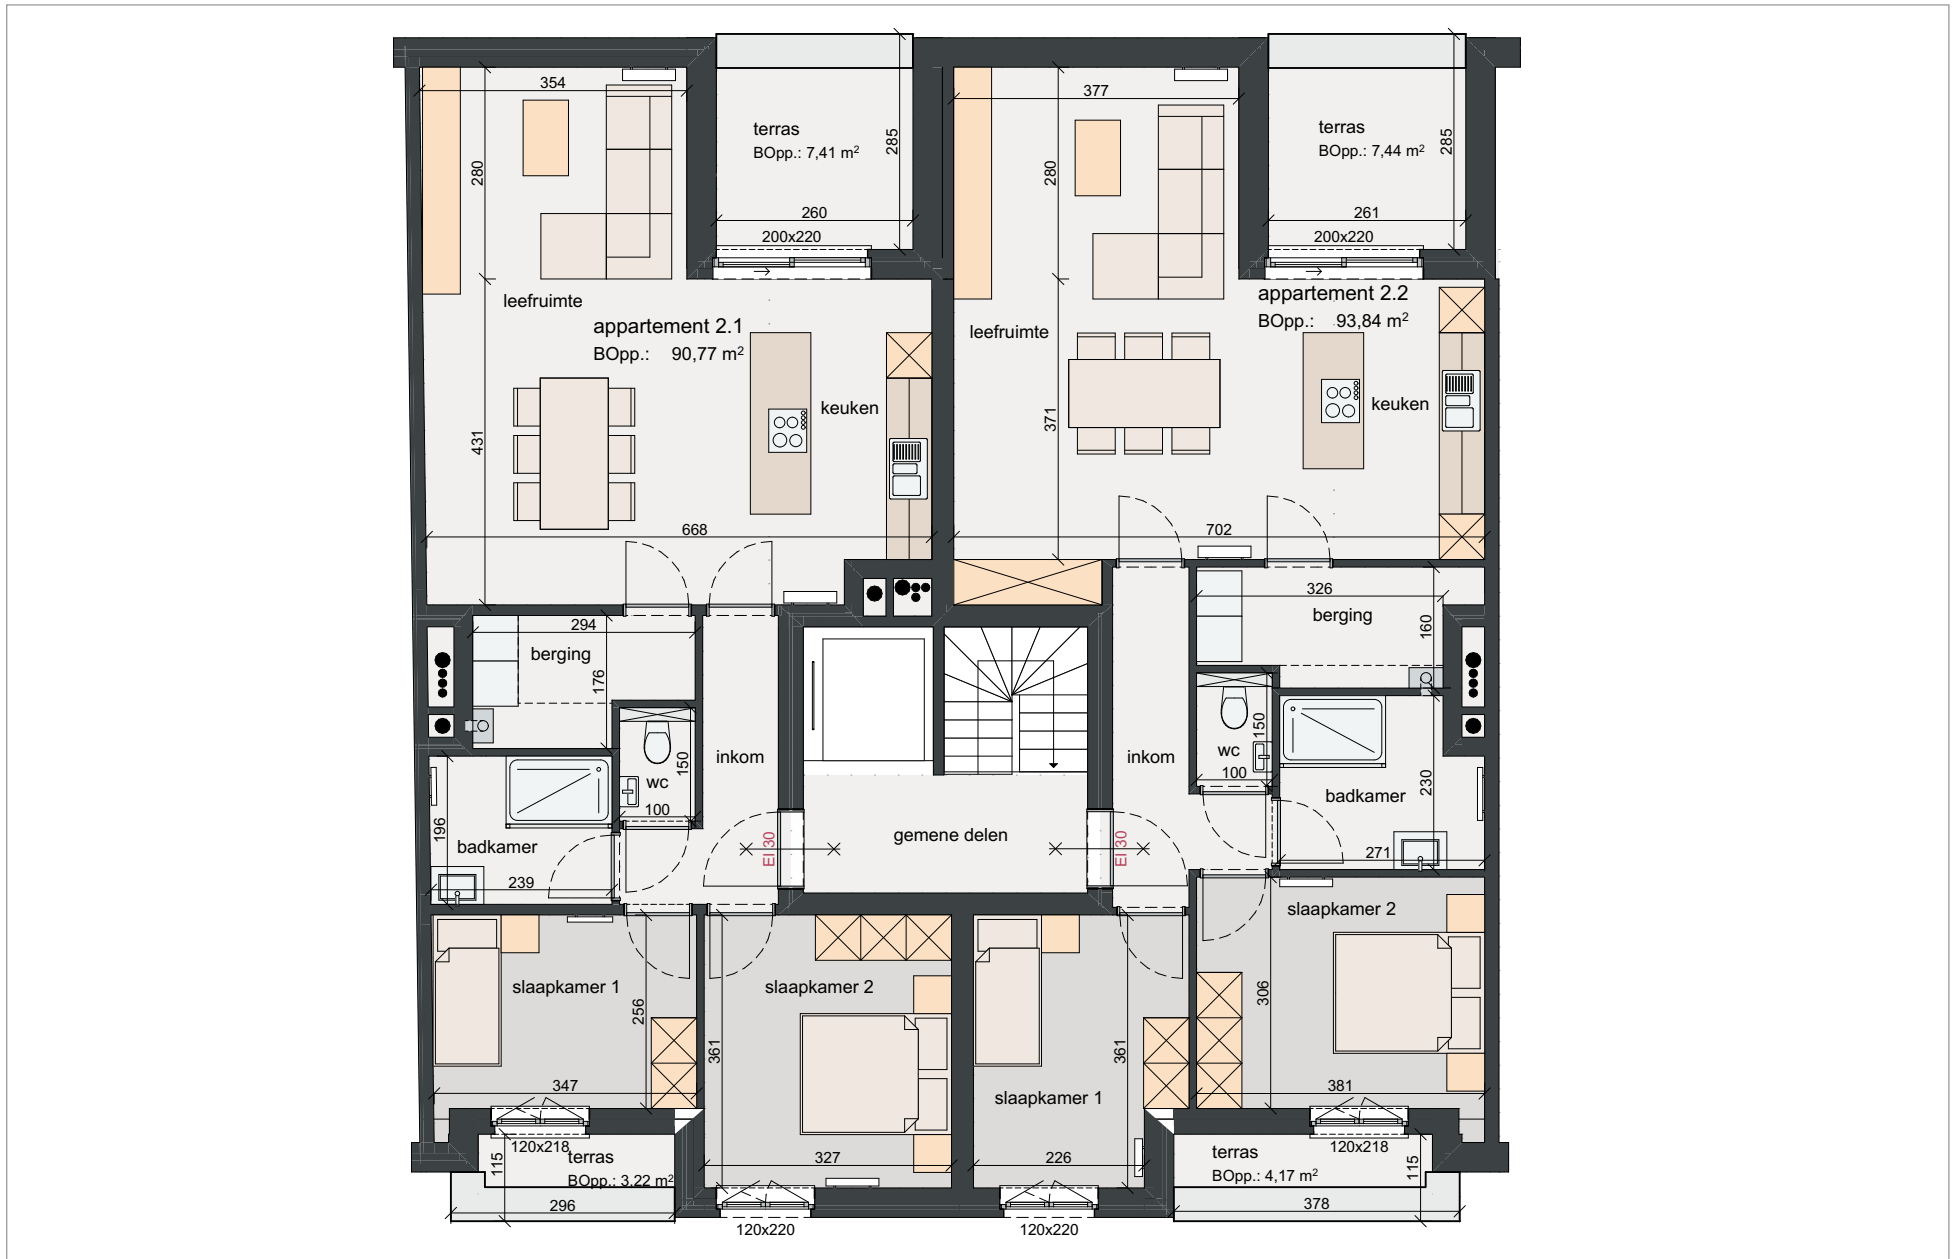 354
280
terras
BOpp.: 7,41 m²
285
260
200x220
leefruimte
appartement 2.1
BOpp.: 90,77 m²
keuken
431
668
377
280
terras
BOpp.: 7,44 m²
285
261
200x220
appartement 2.2
BOpp.: 93,84 m²
leefruimte
keuken
371
702
294
berging
176
326
berging
160
inkom
150
wc
100
196
badkamer
239
EI 30
gemene delen
EI 30
inkom
150
wc
100
230
badkamer
271
slaapkamer 1
256
347
slaapkamer 2
361
327
slaapkamer 1
361
226
slaapkamer 2
306
381
120x218
terras
BOpp.: 3,22 m²
115
296
120x220
120x220
120x218
terras
BOpp.: 4,17 m²
115
378